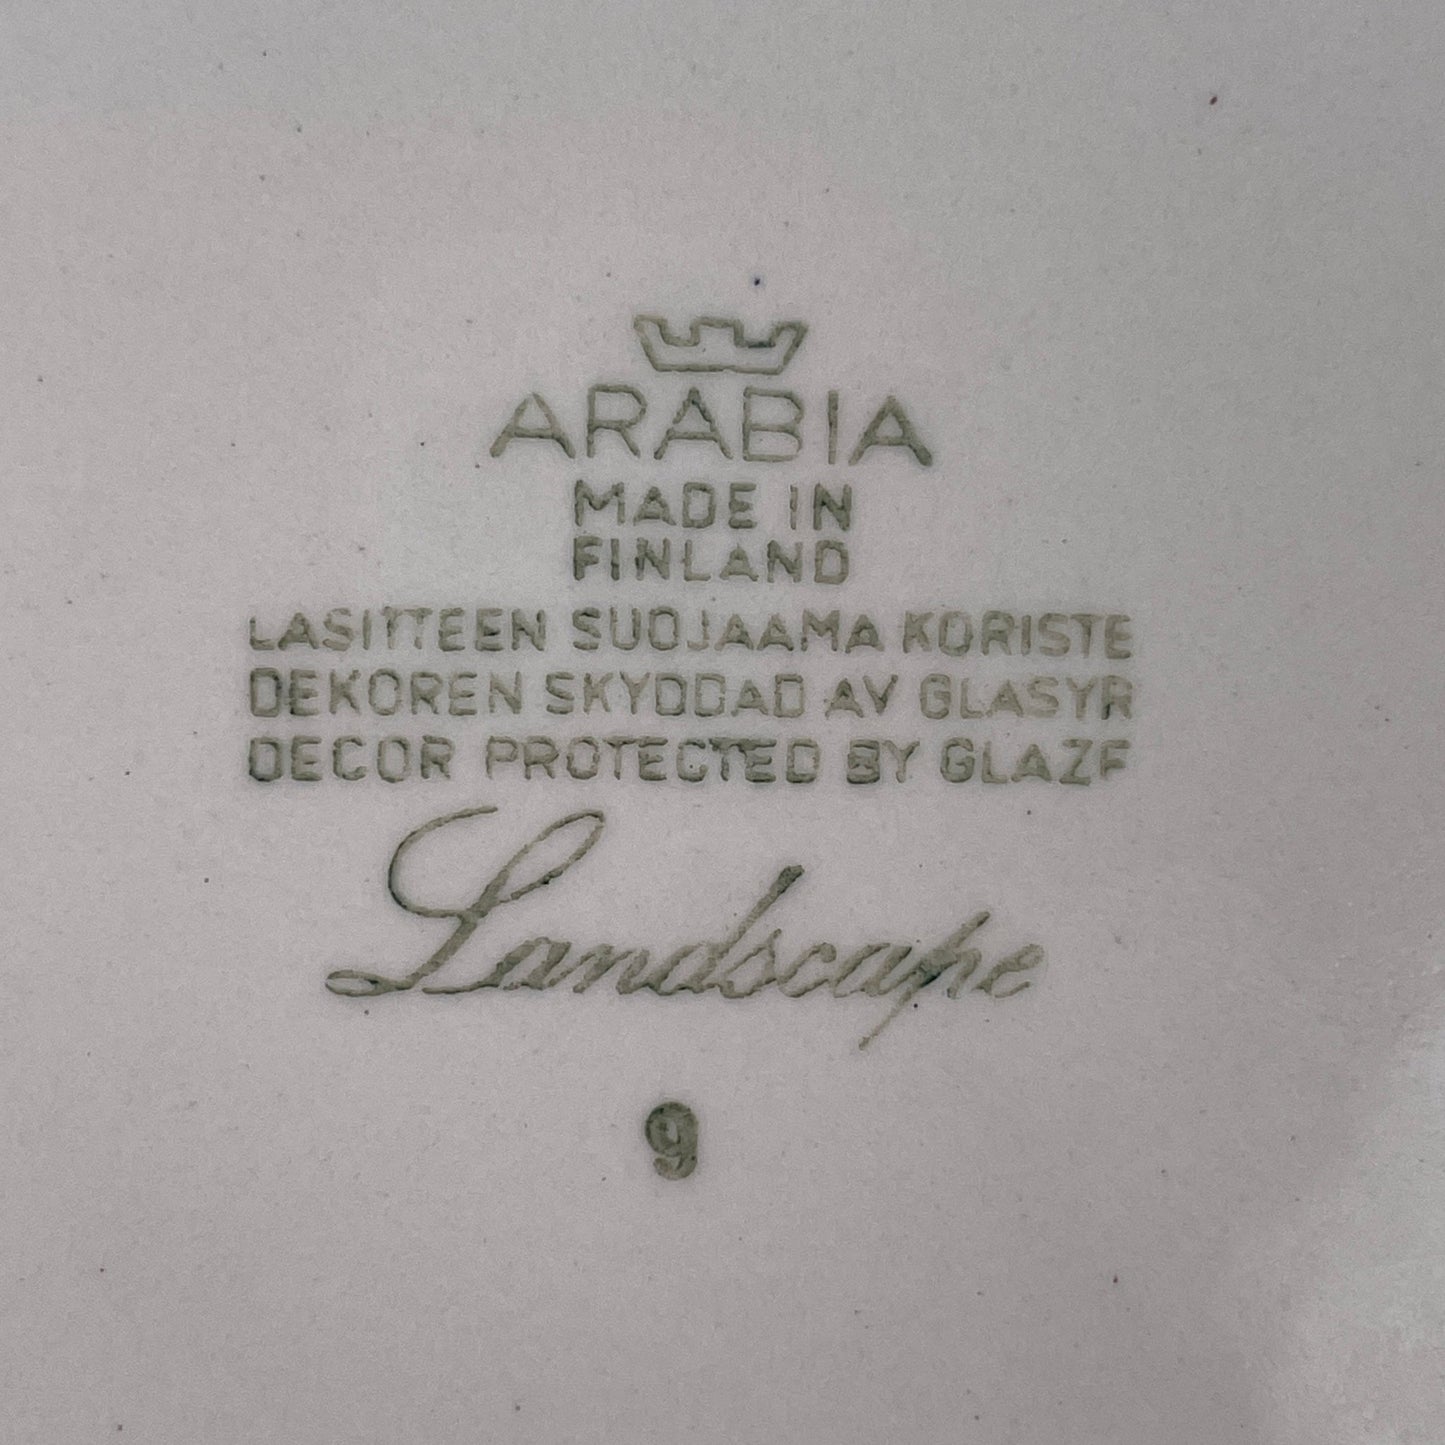 ARABIA
MADE IN
FINLAND
LASITTEEN SUOJAAMA KORISTE
DEKOREN SKYDDAD AV GLASYR
DECOR PROTECTED BY GLAZE
Landscape
9